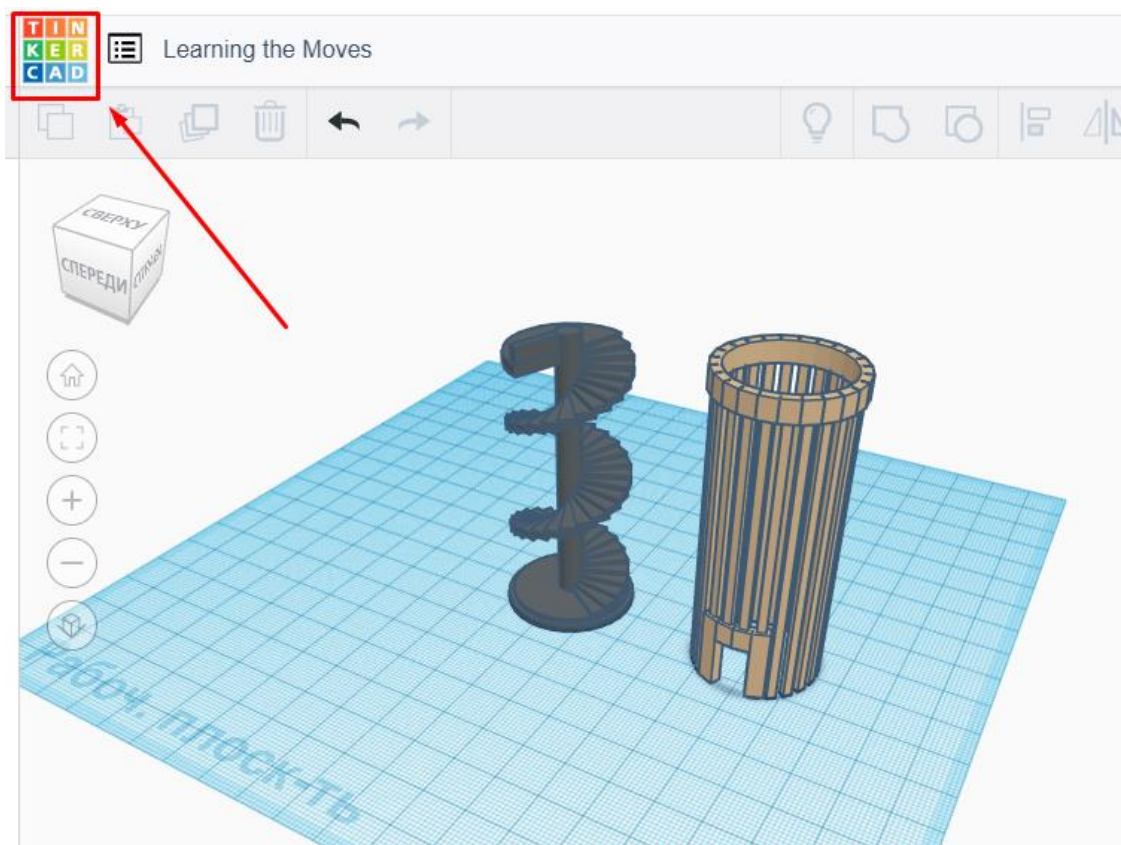 TIN
KER
CAD
Learning the Moves
СВЕРХУ
СПЕРЕДИ
Рабоч. плоск-ть